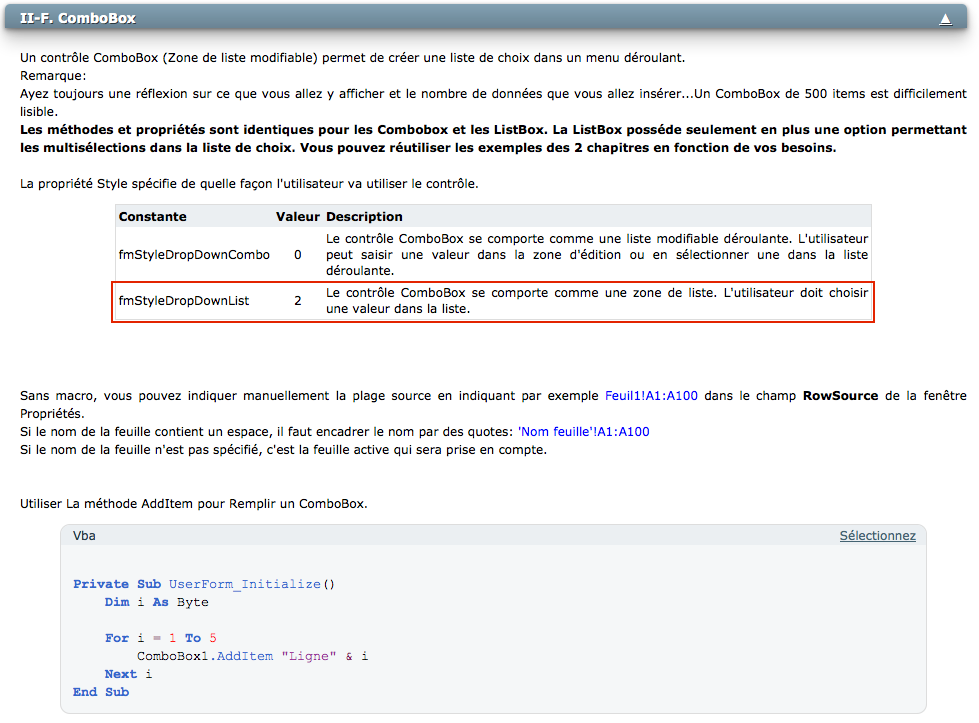 II-F. ComboBox
Un contrôle ComboBox (Zone de liste modifiable) permet de créer une liste de choix dans un menu déroulant.
Remarque:
Ayez toujours une réflexion sur ce que vous allez y afficher et le nombre de données que vous allez insérer...Un ComboBox de 500 items est difficilement
lisible.
Les méthodes et propriétés sont identiques pour les Combobox et les ListBox. La ListBox posséde seulement en plus une option permettant
les multisélections dans la liste de choix. Vous pouvez réutiliser les exemples des 2 chapitres en fonction de vos besoins.
La propriété Style spécifie de quelle façon l'utilisateur va utiliser le contrôle.
Constante Valeur Description
fmStyleDropDownCombo 0 Le contrôle ComboBox se comporte comme une liste modifiable déroulante. L'utilisateur
peut saisir une valeur dans la zone d'édition ou en sélectionner une dans la liste
déroulante.
fmStyleDropDownList 2 Le contrôle ComboBox se comporte comme une zone de liste. L'utilisateur doit choisir
une valeur dans la liste.
Sans macro, vous pouvez indiquer manuellement la plage source en indiquant par exemple Feuil1!A1:A100 dans le champ RowSource de la fenêtre
Propriétés.
Si le nom de la feuille contient un espace, il faut encadrer le nom par des quotes: 'Nom feuille'!A1:A100
Si le nom de la feuille n'est pas spécifié, c'est la feuille active qui sera prise en compte.
Utiliser La méthode AddItem pour Remplir un ComboBox.
Vba Sélectionnez
Private Sub UserForm_Initialize()
Dim i As Byte
For i = 1 To 5
ComboBox1.AddItem "Ligne" & i
Next i
End Sub